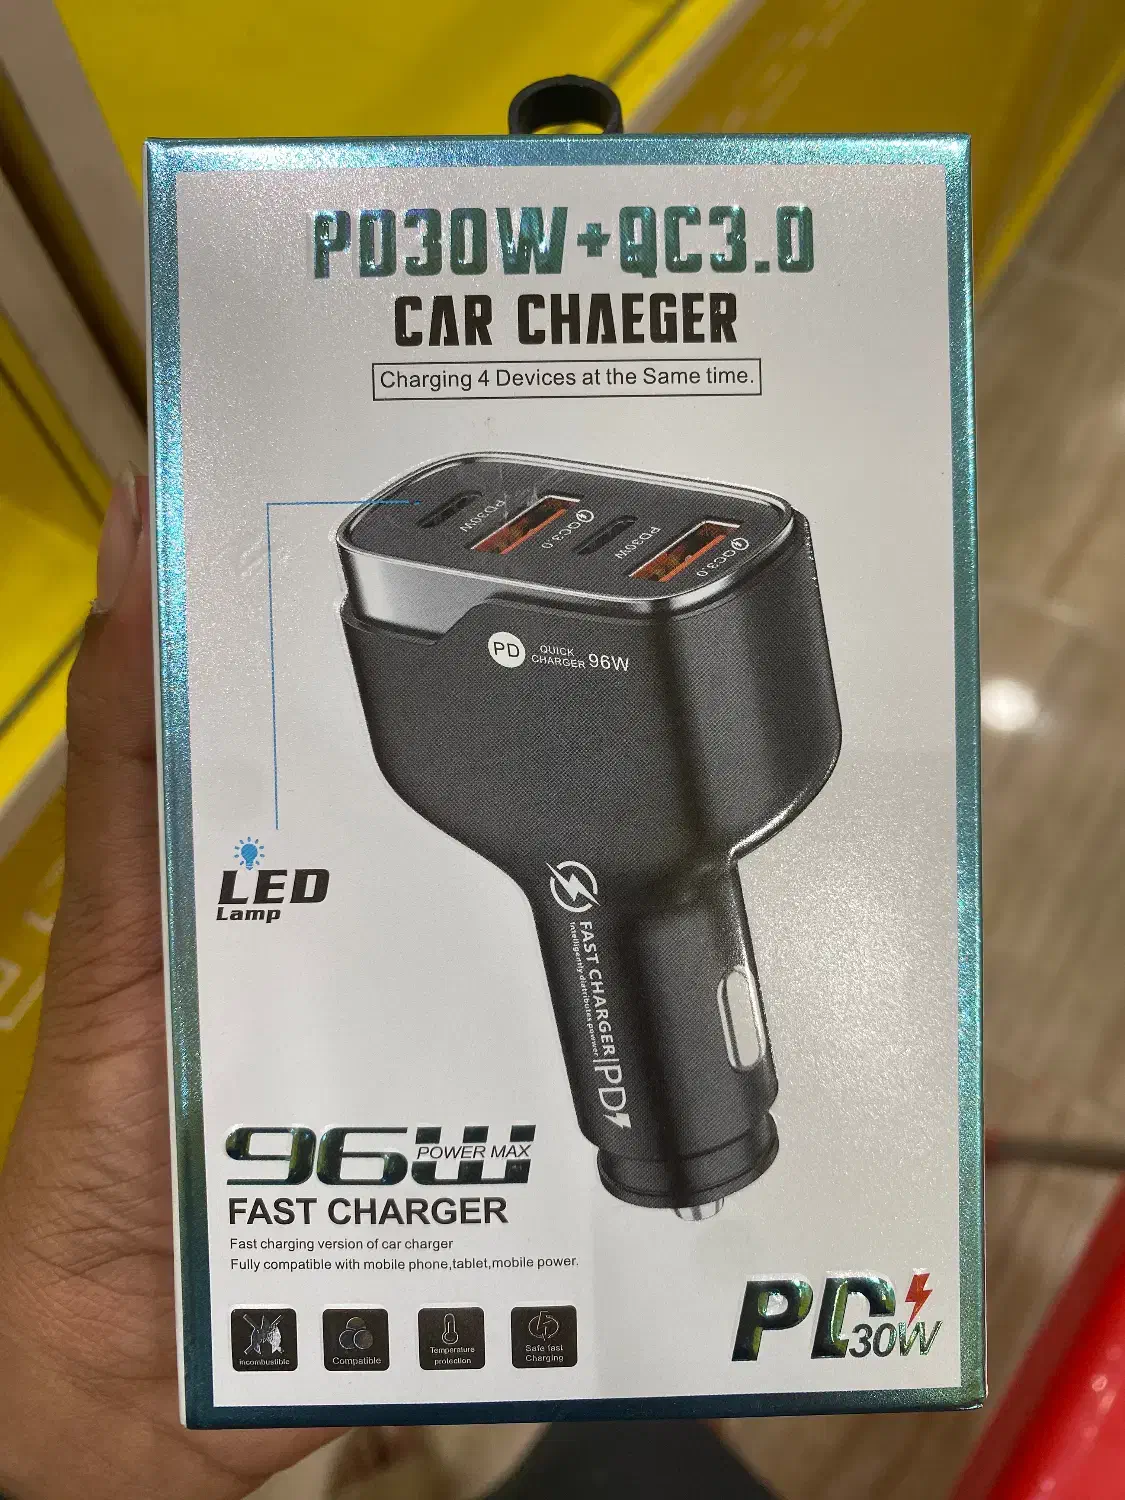 PD30W+QC3.0
CAR CHAEGER
Charging 4 Devices at the Same time.
PD30W
QC3.0
PD30W
QC3.0
PD
QUICK
CHARGER 96W
LED
Lamp
FAST CHARGER
PD
96W
POWER MAX
FAST CHARGER
Fast charging version of car charger
Fully compatible with mobile phone,tablet,mobile power.
incombustible
Compatible
Temperature
protection
Safe fast
Charging
PD
30W